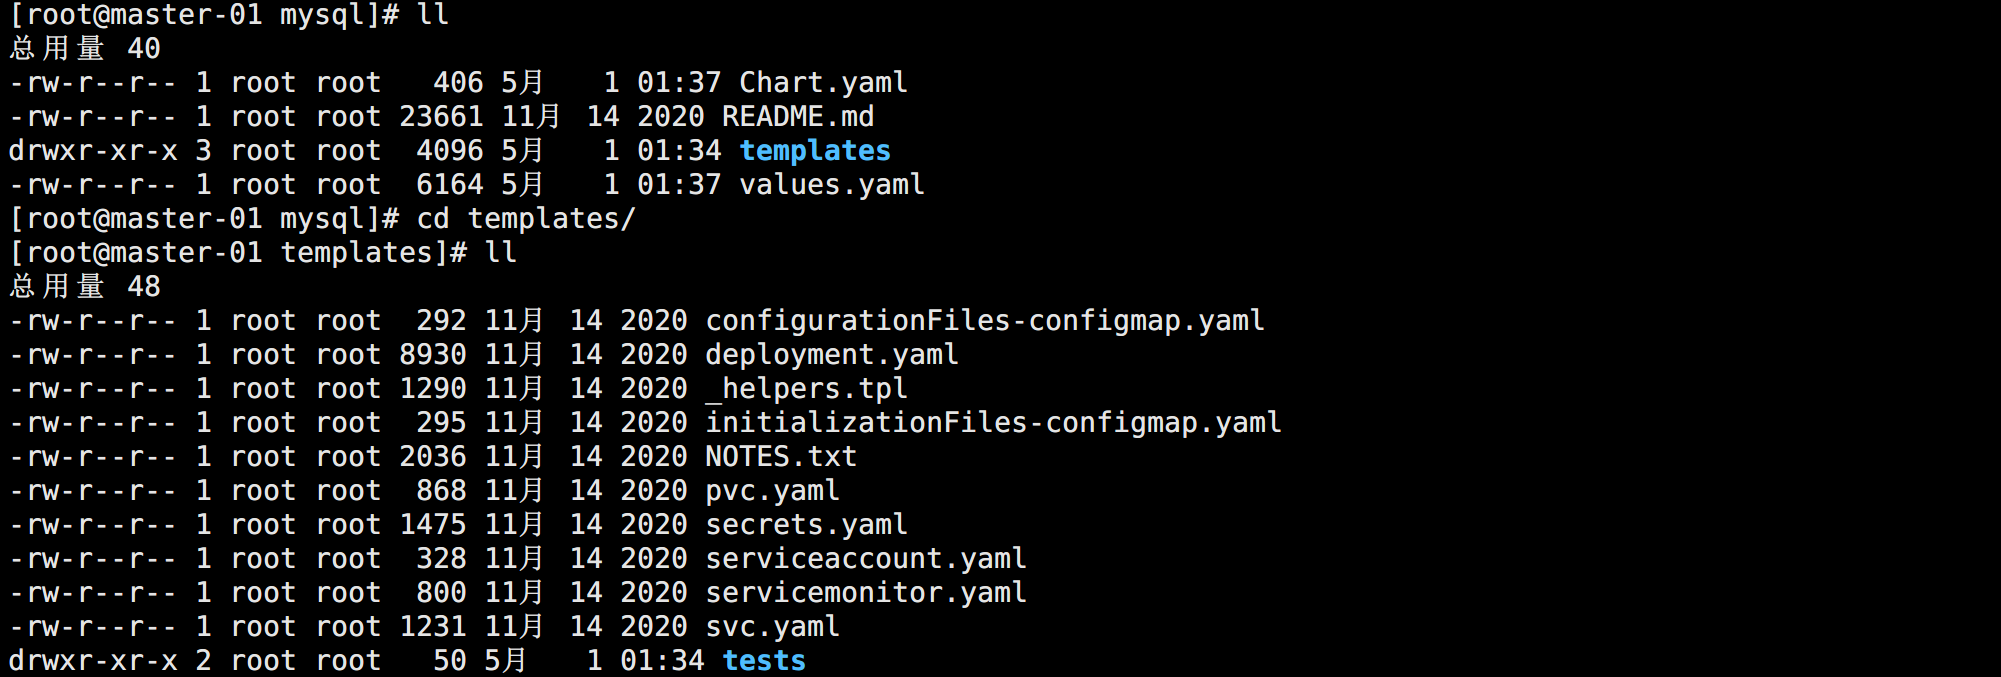 [root@master-01 mysql]# ll
总用量 40
-rw-r--r-- 1 root root   406 5月   1 01:37 Chart.yaml
-rw-r--r-- 1 root root 23661 11月 14 2020 README.md
drwxr-xr-x 3 root root  4096 5月   1 01:34 templates
-rw-r--r-- 1 root root  6164 5月   1 01:37 values.yaml
[root@master-01 mysql]# cd templates/
[root@master-01 templates]# ll
总用量 48
-rw-r--r-- 1 root root  292 11月 14 2020 configurationFiles-configmap.yaml
-rw-r--r-- 1 root root 8930 11月 14 2020 deployment.yaml
-rw-r--r-- 1 root root 1290 11月 14 2020 _helpers.tpl
-rw-r--r-- 1 root root  295 11月 14 2020 initializationFiles-configmap.yaml
-rw-r--r-- 1 root root 2036 11月 14 2020 NOTES.txt
-rw-r--r-- 1 root root  868 11月 14 2020 pvc.yaml
-rw-r--r-- 1 root root 1475 11月 14 2020 secrets.yaml
-rw-r--r-- 1 root root  328 11月 14 2020 serviceaccount.yaml
-rw-r--r-- 1 root root  800 11月 14 2020 servicemonitor.yaml
-rw-r--r-- 1 root root 1231 11月 14 2020 svc.yaml
drwxr-xr-x 2 root root   50 5月   1 01:34 tests